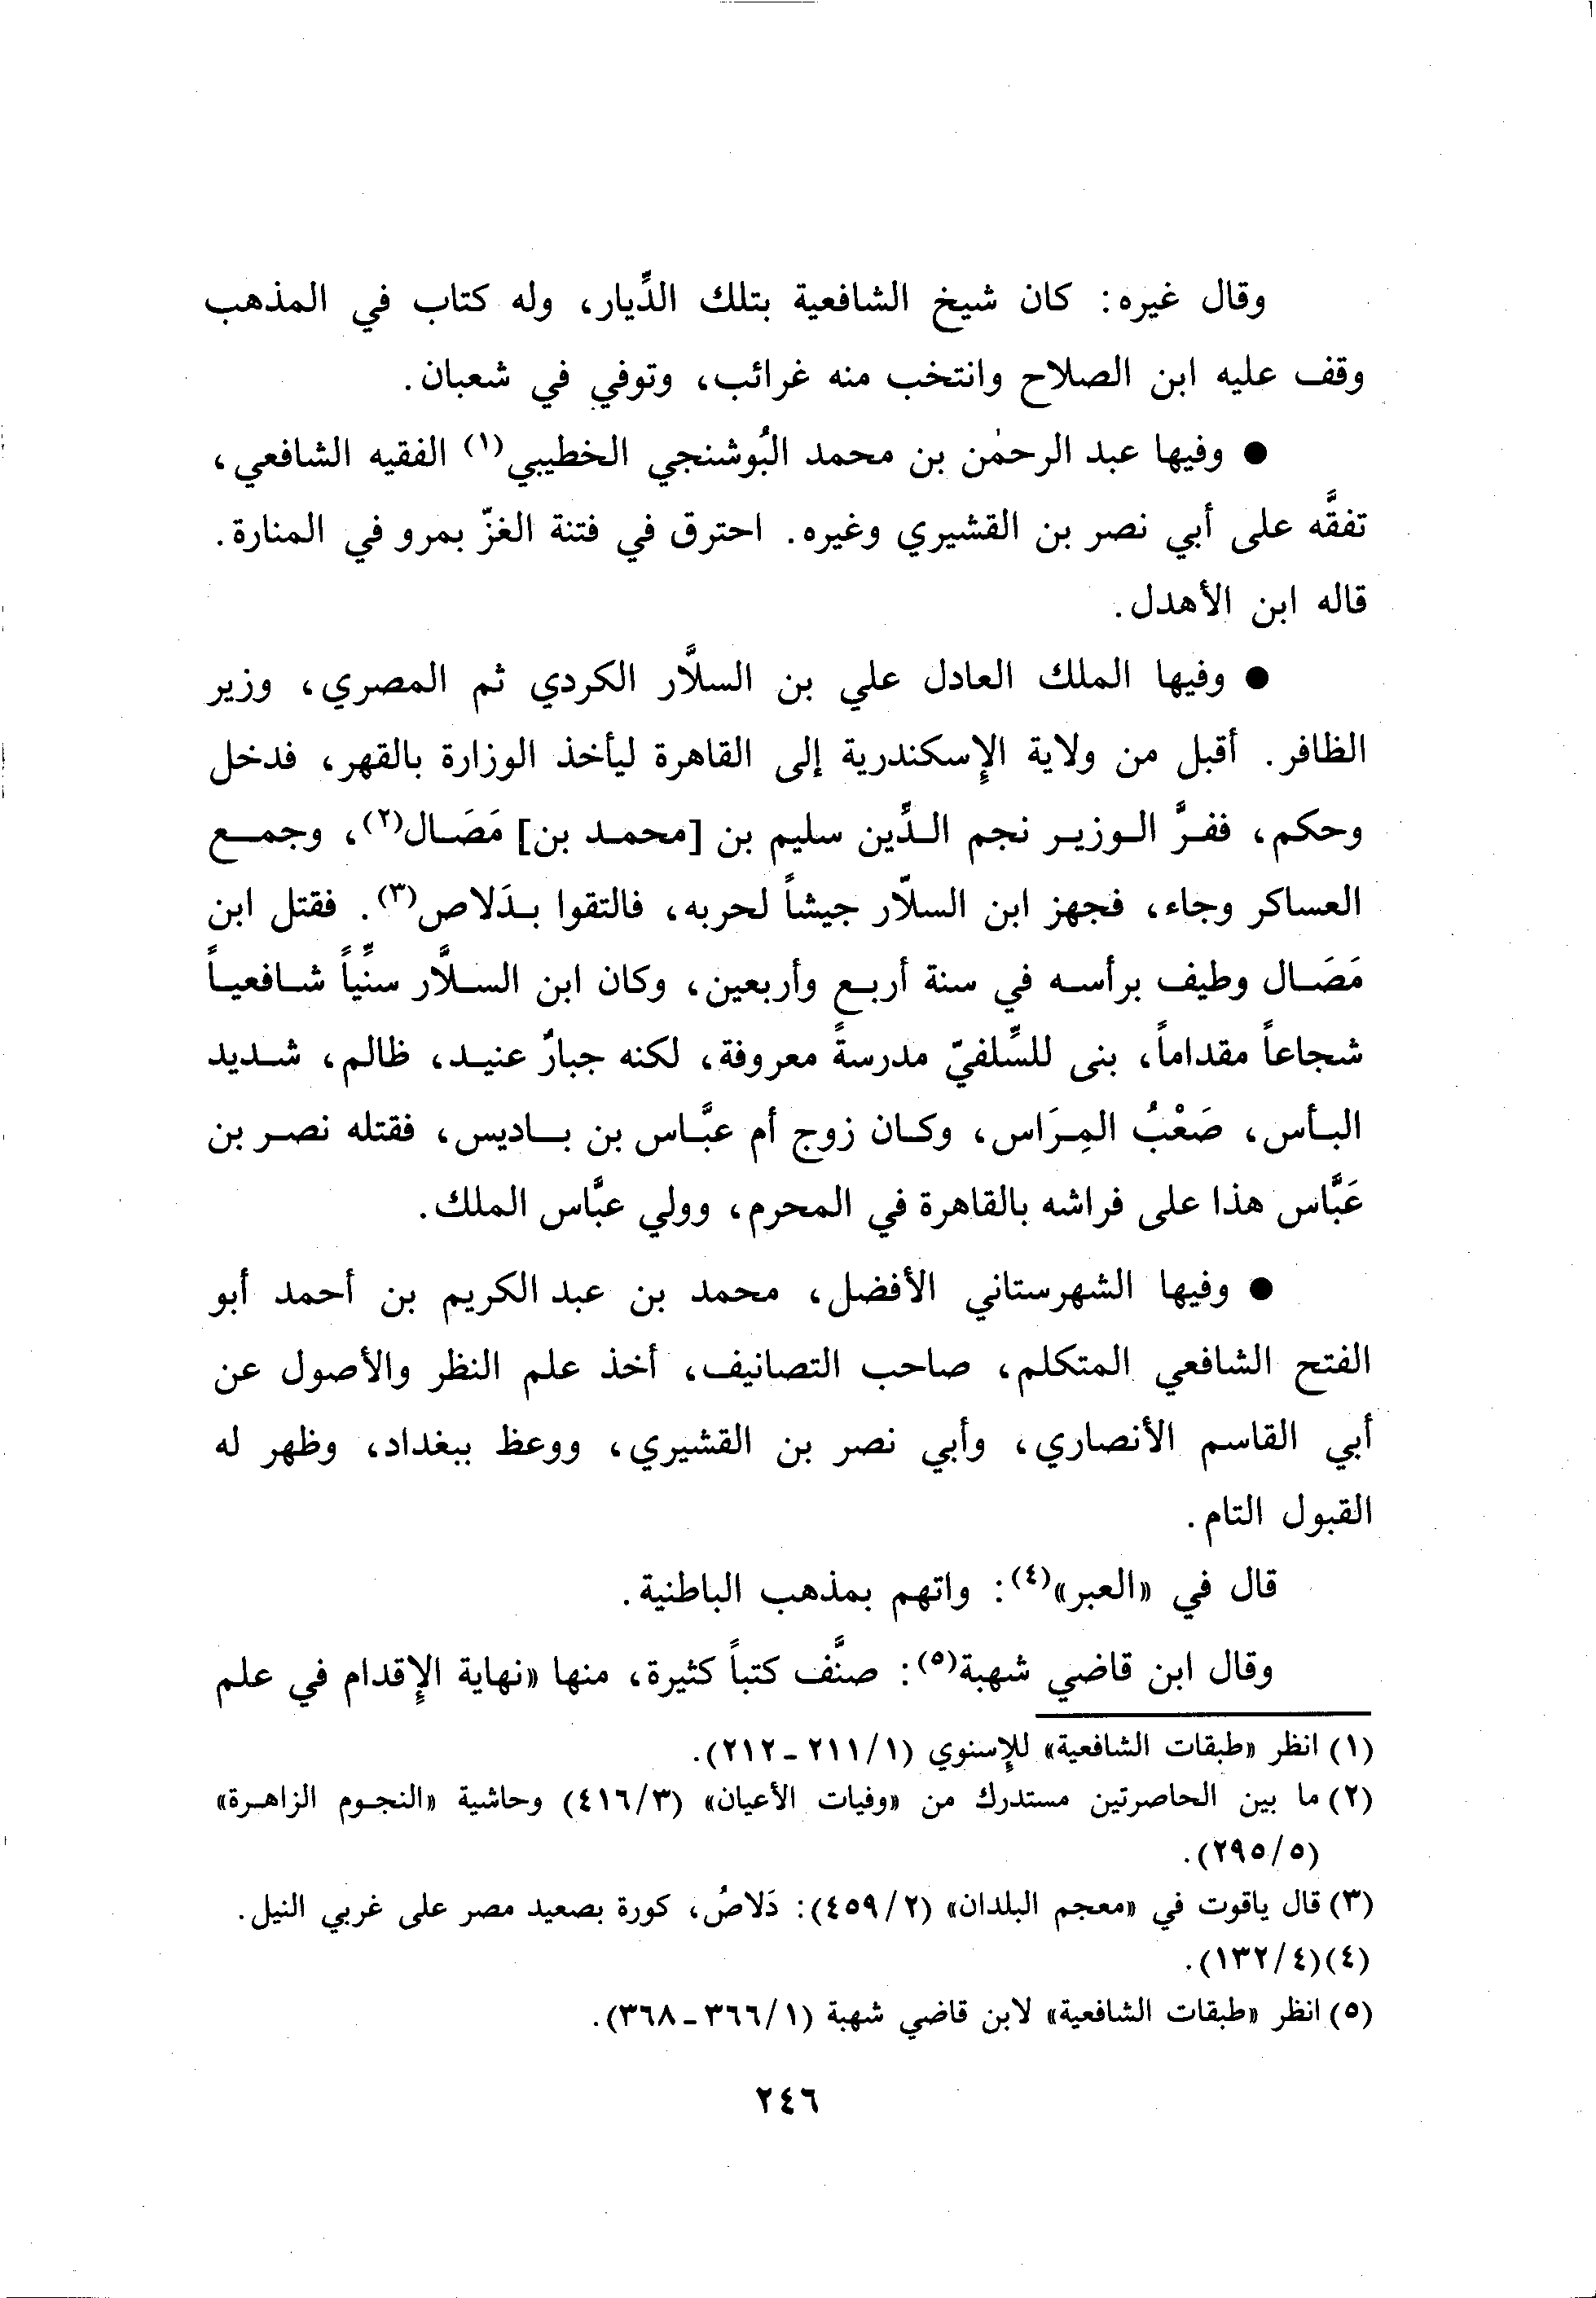 وقال غيره: كان شيخ الشافعية بتلك الدِّيار، وله كتاب في المذهب
وقف عليه ابن الصلاح وانتخب منه غرائب، وتوفي في شعبان.
● وفيها عبد الرحمٰن بن محمد البُوشنجي الخطيبي(١) الفقيه الشافعي،
تفقَّه على أبي نصر بن القشيري وغيره. احترق في فتنة الغزّ بمرو في المنارة.
قاله ابن الأهدل.
● وفيها الملك العادل علي بن السلَّار الكردي ثم المصري، وزير
الظافر. أقبل من ولاية الإسكندرية إلى القاهرة ليأخذ الوزارة بالقهر، فدخل
وحكم، ففرَّ الوزير نجم الدِّين سليم بن [محمد بن] مَصَال(٢)، وجمع
العساكر وجاء، فجهز ابن السلّار جيشاً لحربه، فالتقوا بدَلاص(٣). فقتل ابن
مَصَال وطيف برأسه في سنة أربع وأربعين، وكان ابن السلَّار سنِّياً شافعياً
شجاعاً مقداماً، بنى للسِّلفيّ مدرسةً معروفة، لكنه جبارٌ عنيد، ظالم، شديد
البأس، صَعْبُ المِرَاس، وكان زوج أم عبَّاس بن باديس، فقتله نصر بن
عَبَّاس هذا على فراشه بالقاهرة في المحرم، وولي عبَّاس الملك.
● وفيها الشهرستاني الأفضل، محمد بن عبد الكريم بن أحمد أبو
الفتح الشافعي المتكلم، صاحب التصانيف، أخذ علم النظر والأصول عن
أبي القاسم الأنصاري، وأبي نصر بن القشيري، ووعظ ببغداد، وظهر له
القبول التام.
قال في «العبر»(٤): واتهم بمذهب الباطنية.
وقال ابن قاضي شهبة(٥): صنَّف كتباً كثيرة، منها «نهاية الإقدام في علم
(١) انظر «طبقات الشافعية» للإسنوي (١/٢١١ - ٢١٢).
(٢) ما بين الحاصرتين مستدرك من «وفيات الأعيان» (٣/٤١٦) وحاشية «النجوم الزاهرة»
(٥/٢٩٥).
(٣) قال ياقوت في «معجم البلدان» (٢/٤٥٩): دَلاصُ، كورة بصعيد مصر على غربي النيل.
(٤) (٤/١٣٢).
(٥) انظر «طبقات الشافعية» لابن قاضي شهبة (١/٣٦٦ - ٣٦٨).
٢٤٦